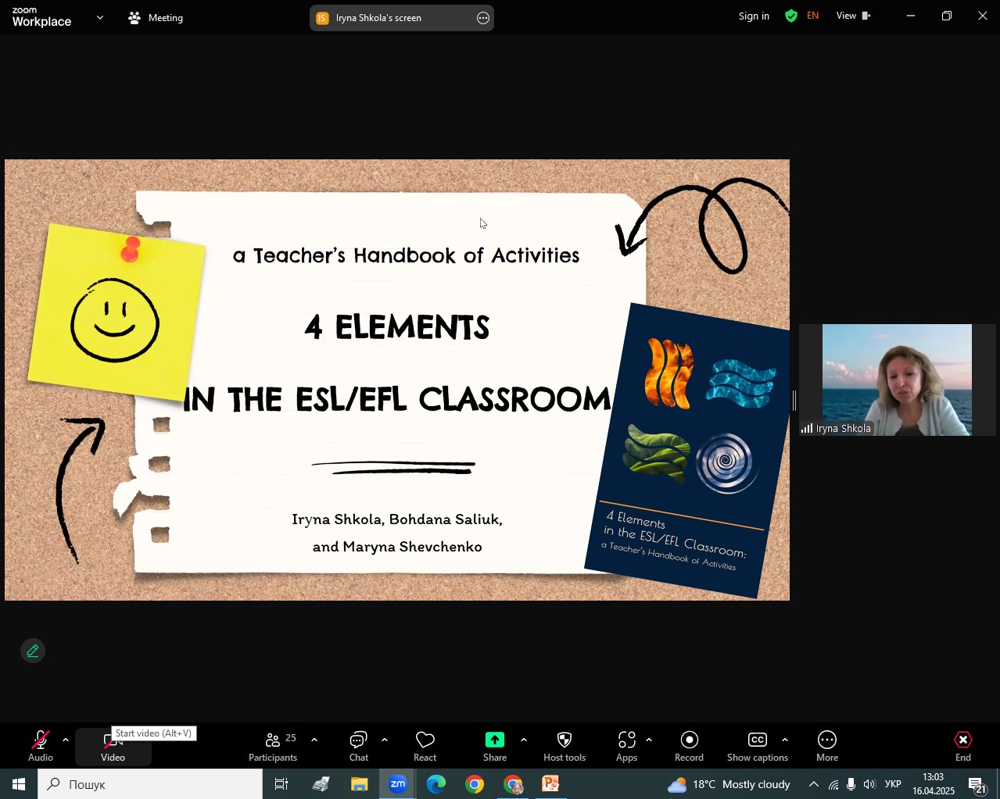 zoom
Workplace
Meeting
IS
Iryna Shkola's screen
Sign in
EN
View
a Teacher's Handbook of Activities
4 ELEMENTS
IN THE ESL/EFL CLASSROOM
Iryna Shkola, Bohdana Saliuk,
and Maryna Shevchenko
4 Elements
in the ESL/EFL Classroom:
a Teacher's Handbook of Activities
Iryna Shkola
Start video (Alt+V)
Audio
Video
25
Participants
Chat
React
Share
Host tools
Apps
Record
CC
Show captions
More
End
Пошук
zm
18°C Mostly cloudy
УКР
13:03
16.04.2025
21